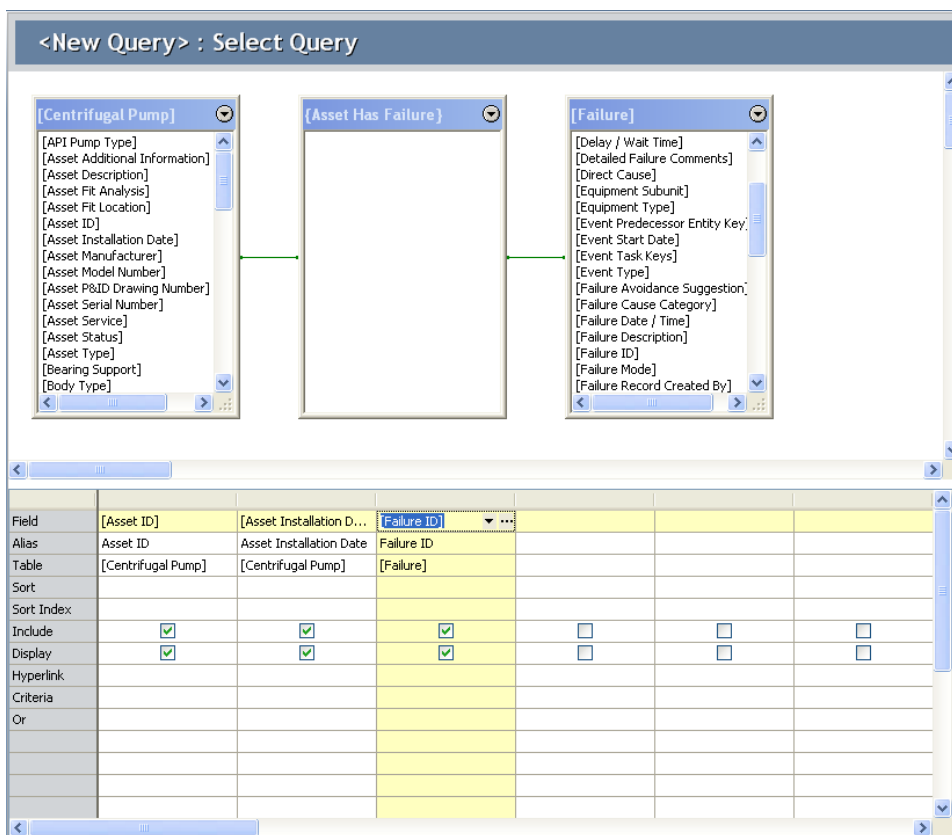 <New Query> : Select Query
[Centrifugal Pump]
[API Pump Type]
[Asset Additional Information]
[Asset Description]
[Asset Fit Analysis]
[Asset Fit Location]
[Asset ID]
[Asset Installation Date]
[Asset Manufacturer]
[Asset Model Number]
[Asset P&ID Drawing Number]
[Asset Serial Number]
[Asset Service]
[Asset Status]
[Asset Type]
[Bearing Support]
[Body Type]
{Asset Has Failure}
[Failure]
[Delay / Wait Time]
[Detailed Failure Comments]
[Direct Cause]
[Equipment Subunit]
[Equipment Type]
[Event Predecessor Entity Key]
[Event Start Date]
[Event Task Keys]
[Event Type]
[Failure Avoidance Suggestion]
[Failure Cause Category]
[Failure Date / Time]
[Failure Description]
[Failure ID]
[Failure Mode]
[Failure Record Created By]
Field [Asset ID] [Asset Installation D... [Failure ID] ...
Alias Asset ID Asset Installation Date Failure ID
Table [Centrifugal Pump] [Centrifugal Pump] [Failure]
Sort
Sort Index
Include
Display
Hyperlink
Criteria
Or